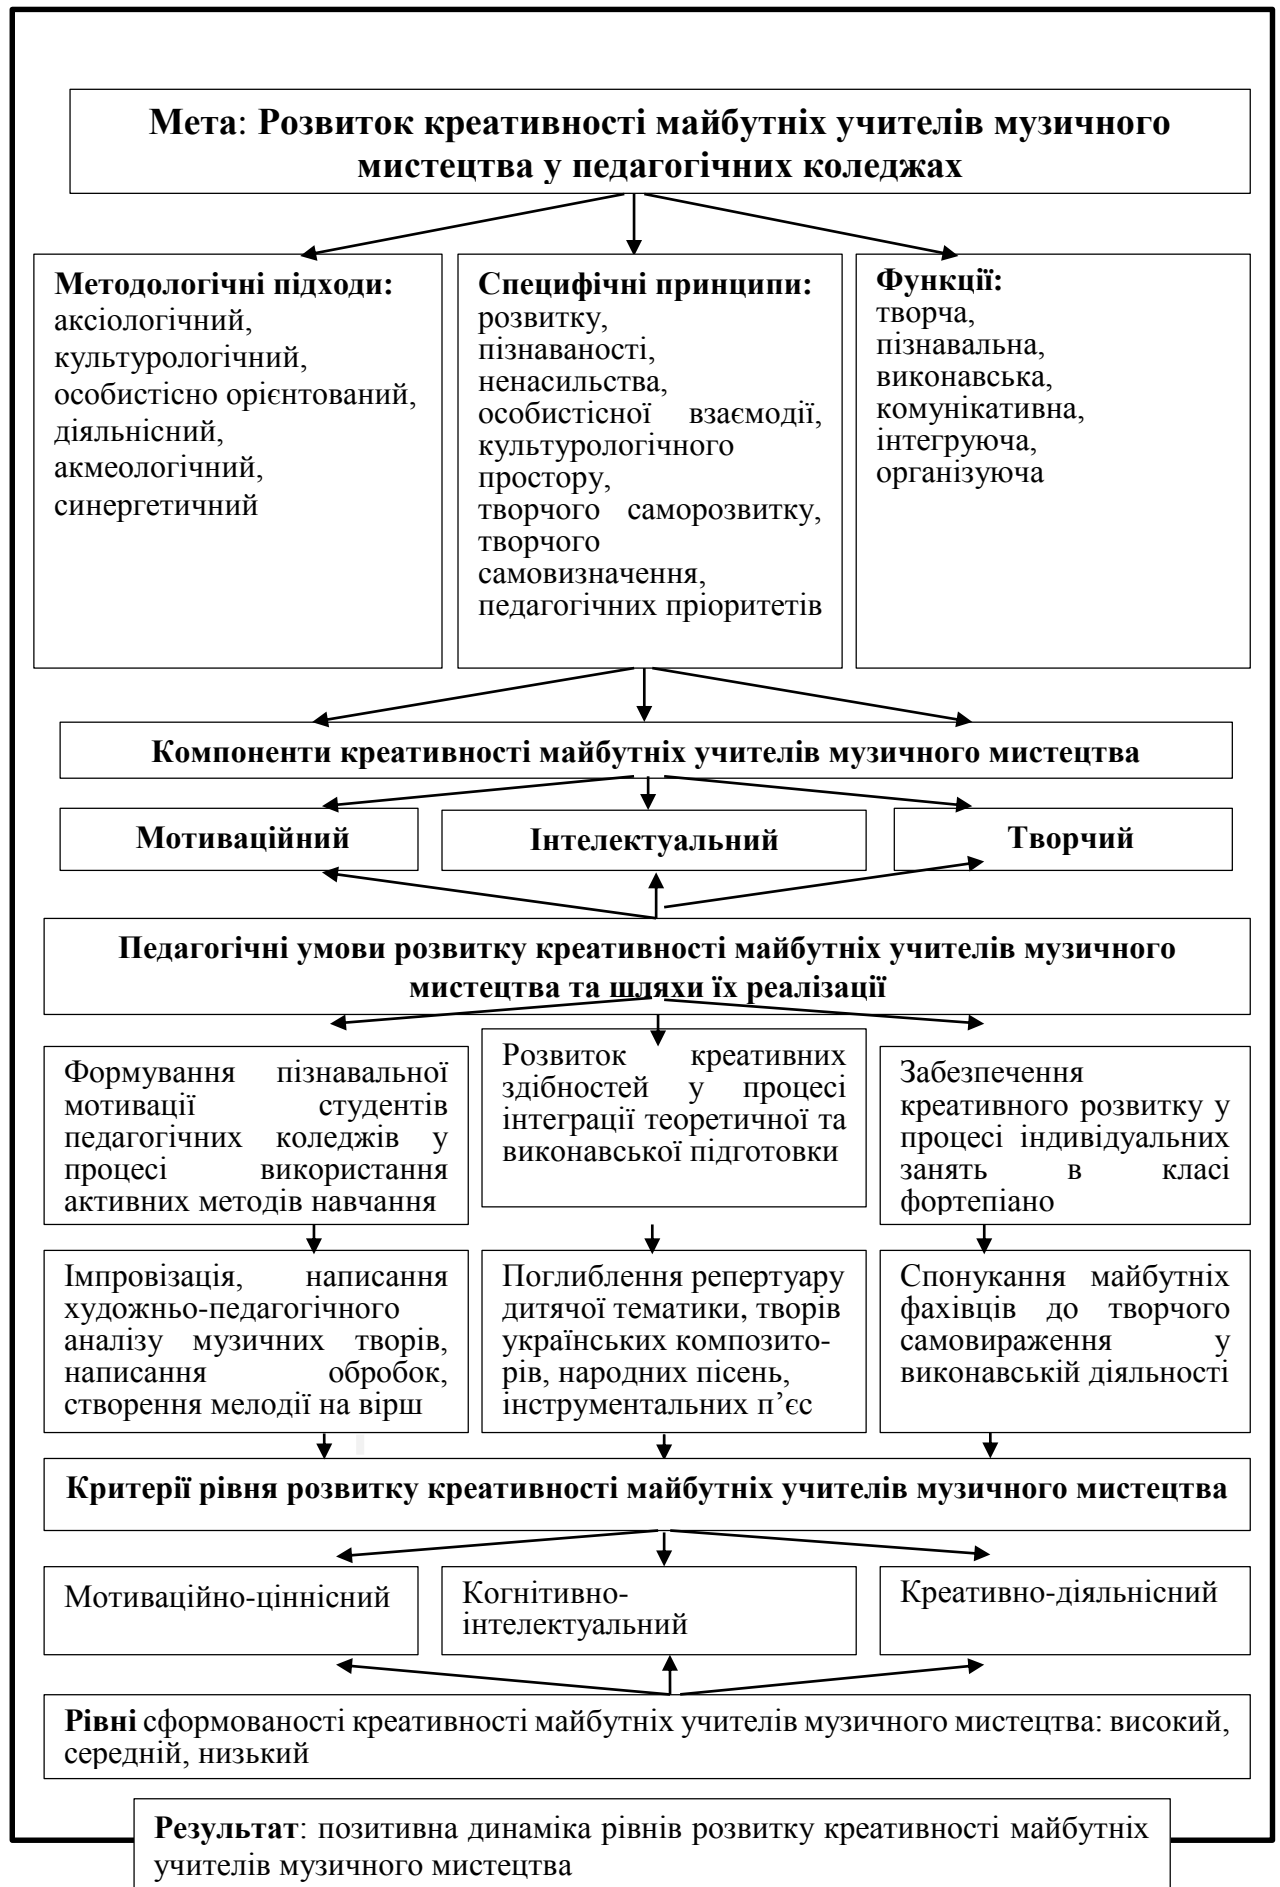 Мета: Розвиток креативності майбутніх учителів музичного
мистецтва у педагогічних коледжах
Методологічні підходи:
аксіологічний,
культурологічний,
особистісно орієнтований,
діяльнісний,
акмеологічний,
синергетичний
Специфічні принципи:
розвитку,
пізнаваності,
ненасильства,
особистісної взаємодії,
культурологічного
простору,
творчого саморозвитку,
творчого
самовизначення,
педагогічних пріоритетів
Функції:
творча,
пізнавальна,
виконавська,
комунікативна,
інтегруюча,
організуюча
Компоненти креативності майбутніх учителів музичного мистецтва
Мотиваційний
Інтелектуальний
Творчий
Педагогічні умови розвитку креативності майбутніх учителів музичного
мистецтва та шляхи їх реалізації
Формування пізнавальної
мотивації студентів
педагогічних коледжів у
процесі використання
активних методів навчання
Розвиток креативних
здібностей у процесі
інтеграції теоретичної та
виконавської підготовки
Забезпечення
креативного розвитку у
процесі індивідуальних
занять в класі
фортепіано
Імпровізація, написання
художньо-педагогічного
аналізу музичних творів,
написання обробок,
створення мелодії на вірш
Поглиблення репертуару
дитячої тематики, творів
українських композито-
рів, народних пісень,
інструментальних п’єс
Спонукання майбутніх
фахівців до творчого
самовираження у
виконавській діяльності
Критерії рівня розвитку креативності майбутніх учителів музичного мистецтва
Мотиваційно-ціннісний
Когнітивно-
інтелектуальний
Креативно-діяльнісний
Рівні сформованості креативності майбутніх учителів музичного мистецтва: високий,
середній, низький
Результат: позитивна динаміка рівнів розвитку креативності майбутніх
учителів музичного мистецтва